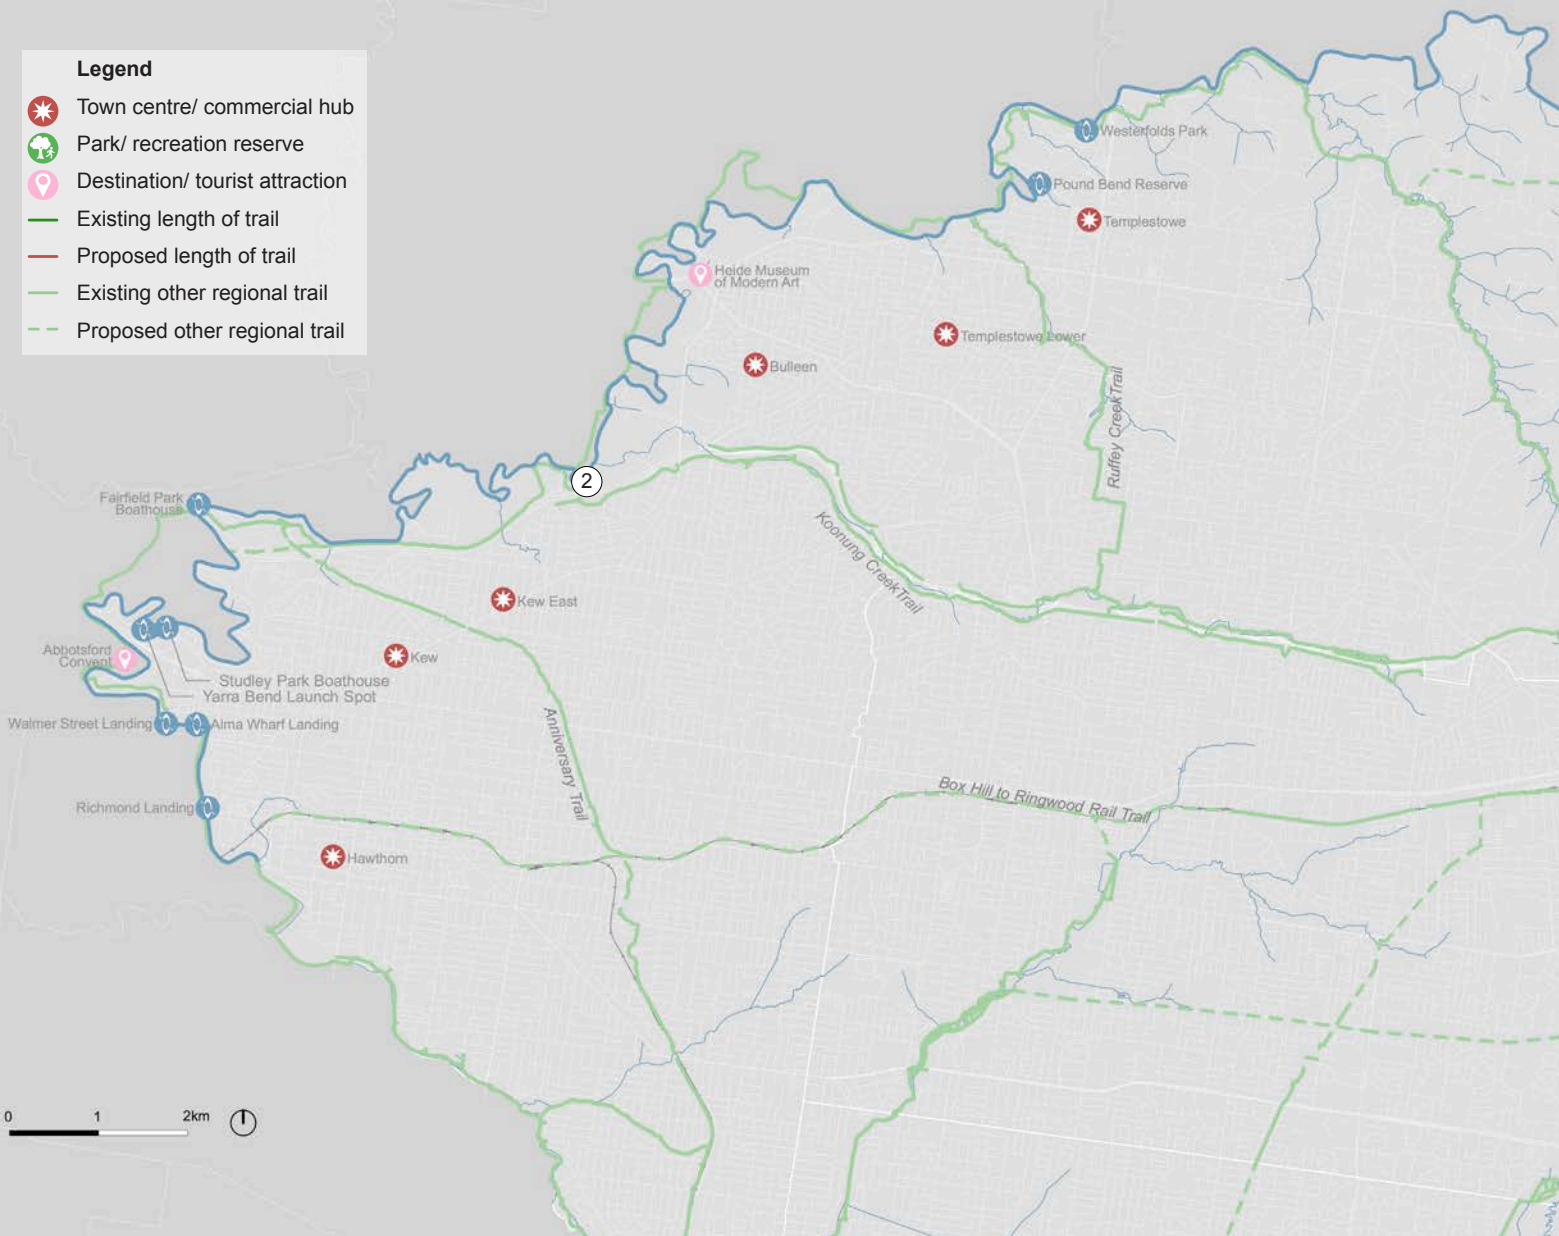 Legend
Town centre/ commercial hub
Park/ recreation reserve
Destination/ tourist attraction
Existing length of trail
Proposed length of trail
Existing other regional trail
Proposed other regional trail
Westerfolds Park
Pound Bend Reserve
Templestowe
Heide Museum
of Modern Art
Templestowe Lower
Bulleen
Ruffey CreekTrail
2
Fairfield Park
Boathouse
Koonung CreekTrail
Kew East
Abbotsford
Convent
Kew
Studley Park Boathouse
Yarra Bend Launch Spot
Walmer Street Landing
Alma Wharf Landing
Anniversary Trail
Richmond Landing
Box Hill to Ringwood Rail Trail
Hawthorn
0 1 2km